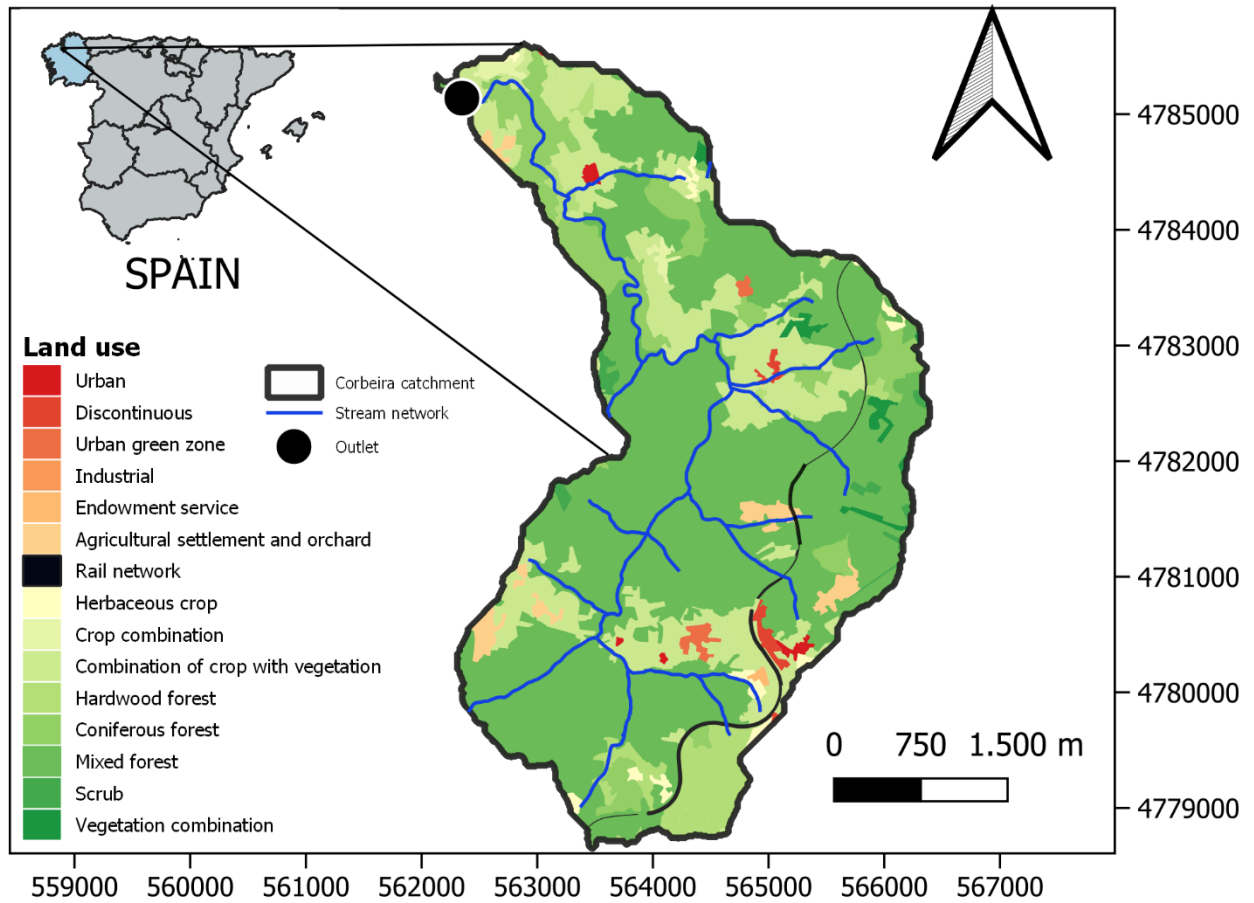 SPAIN
Land use
Urban
Discontinuous
Urban green zone
Industrial
Endowment service
Agricultural settlement and orchard
Rail network
Herbaceous crop
Crop combination
Combination of crop with vegetation
Hardwood forest
Coniferous forest
Mixed forest
Scrub
Vegetation combination
Corbeira catchment
Stream network
Outlet
0 750 1.500 m
4785000
4784000
4783000
4782000
4781000
4780000
4779000
559000 560000 561000 562000 563000 564000 565000 566000 567000